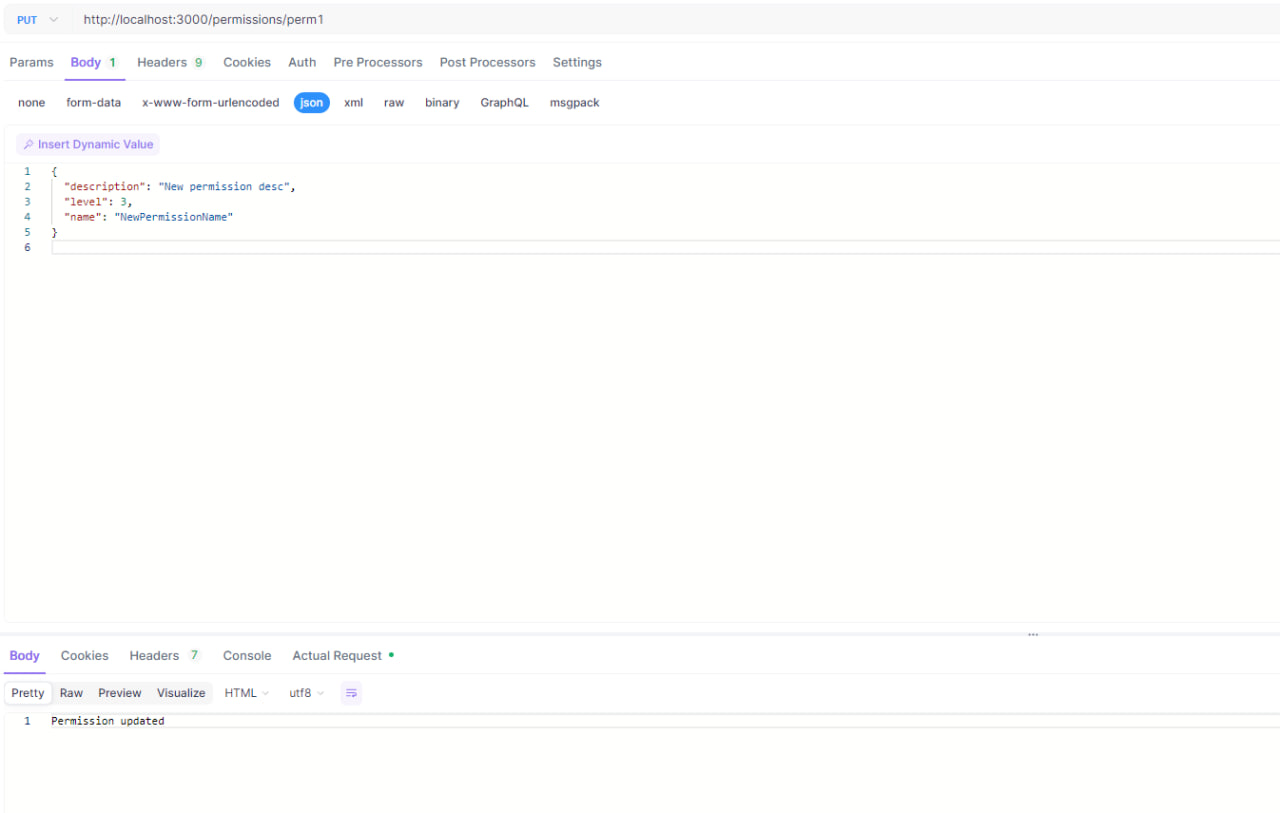 PUT http://localhost:3000/permissions/perm1
Params Body 1 Headers 9 Cookies Auth Pre Processors Post Processors Settings
none form-data x-www-form-urlencoded json xml raw binary GraphQL msgpack
Insert Dynamic Value
1 {
2 "description": "New permission desc",
3 "level": 3,
4 "name": "NewPermissionName"
5 }
6
...
Body Cookies Headers 7 Console Actual Request
Pretty Raw Preview Visualize HTML utf8
1 Permission updated